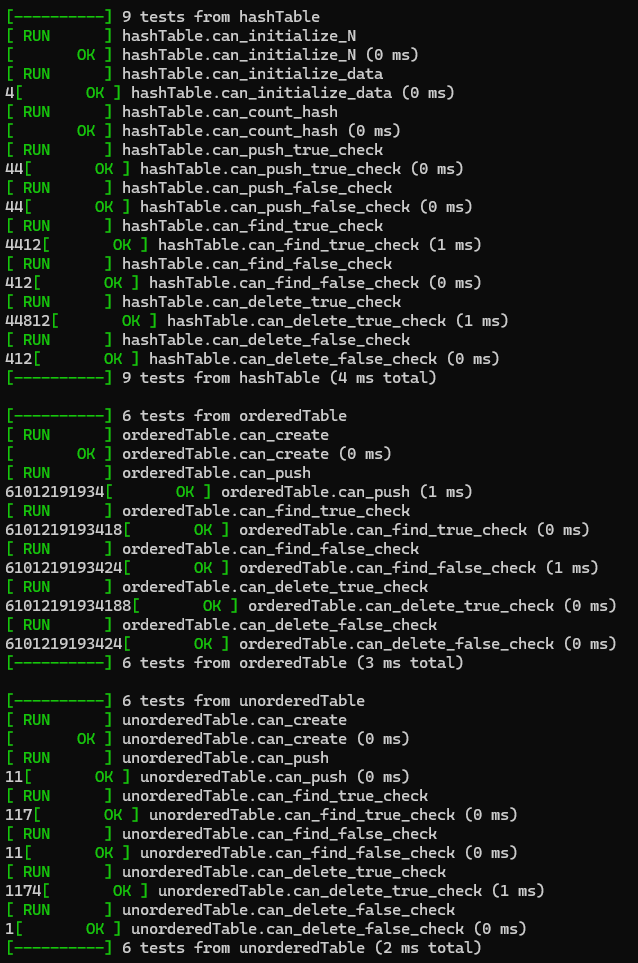 [----------] 9 tests from hashTable
[ RUN      ] hashTable.can_initialize_N
[       OK ] hashTable.can_initialize_N (0 ms)
[ RUN      ] hashTable.can_initialize_data
4[       OK ] hashTable.can_initialize_data (0 ms)
[ RUN      ] hashTable.can_count_hash
[       OK ] hashTable.can_count_hash (0 ms)
[ RUN      ] hashTable.can_push_true_check
44[       OK ] hashTable.can_push_true_check (0 ms)
[ RUN      ] hashTable.can_push_false_check
44[       OK ] hashTable.can_push_false_check (0 ms)
[ RUN      ] hashTable.can_find_true_check
4412[       OK ] hashTable.can_find_true_check (1 ms)
[ RUN      ] hashTable.can_find_false_check
412[       OK ] hashTable.can_find_false_check (0 ms)
[ RUN      ] hashTable.can_delete_true_check
44812[       OK ] hashTable.can_delete_true_check (1 ms)
[ RUN      ] hashTable.can_delete_false_check
412[       OK ] hashTable.can_delete_false_check (0 ms)
[----------] 9 tests from hashTable (4 ms total)

[----------] 6 tests from orderedTable
[ RUN      ] orderedTable.can_create
[       OK ] orderedTable.can_create (0 ms)
[ RUN      ] orderedTable.can_push
61012191934[       OK ] orderedTable.can_push (1 ms)
[ RUN      ] orderedTable.can_find_true_check
6101219193418[       OK ] orderedTable.can_find_true_check (0 ms)
[ RUN      ] orderedTable.can_find_false_check
6101219193424[       OK ] orderedTable.can_find_false_check (1 ms)
[ RUN      ] orderedTable.can_delete_true_check
61012191934188[       OK ] orderedTable.can_delete_true_check (0 ms)
[ RUN      ] orderedTable.can_delete_false_check
6101219193424[       OK ] orderedTable.can_delete_false_check (0 ms)
[----------] 6 tests from orderedTable (3 ms total)

[----------] 6 tests from unorderedTable
[ RUN      ] unorderedTable.can_create
[       OK ] unorderedTable.can_create (0 ms)
[ RUN      ] unorderedTable.can_push
11[       OK ] unorderedTable.can_push (0 ms)
[ RUN      ] unorderedTable.can_find_true_check
117[       OK ] unorderedTable.can_find_true_check (0 ms)
[ RUN      ] unorderedTable.can_find_false_check
11[       OK ] unorderedTable.can_find_false_check (0 ms)
[ RUN      ] unorderedTable.can_delete_true_check
1174[       OK ] unorderedTable.can_delete_true_check (1 ms)
[ RUN      ] unorderedTable.can_delete_false_check
1[       OK ] unorderedTable.can_delete_false_check (0 ms)
[----------] 6 tests from unorderedTable (2 ms total)